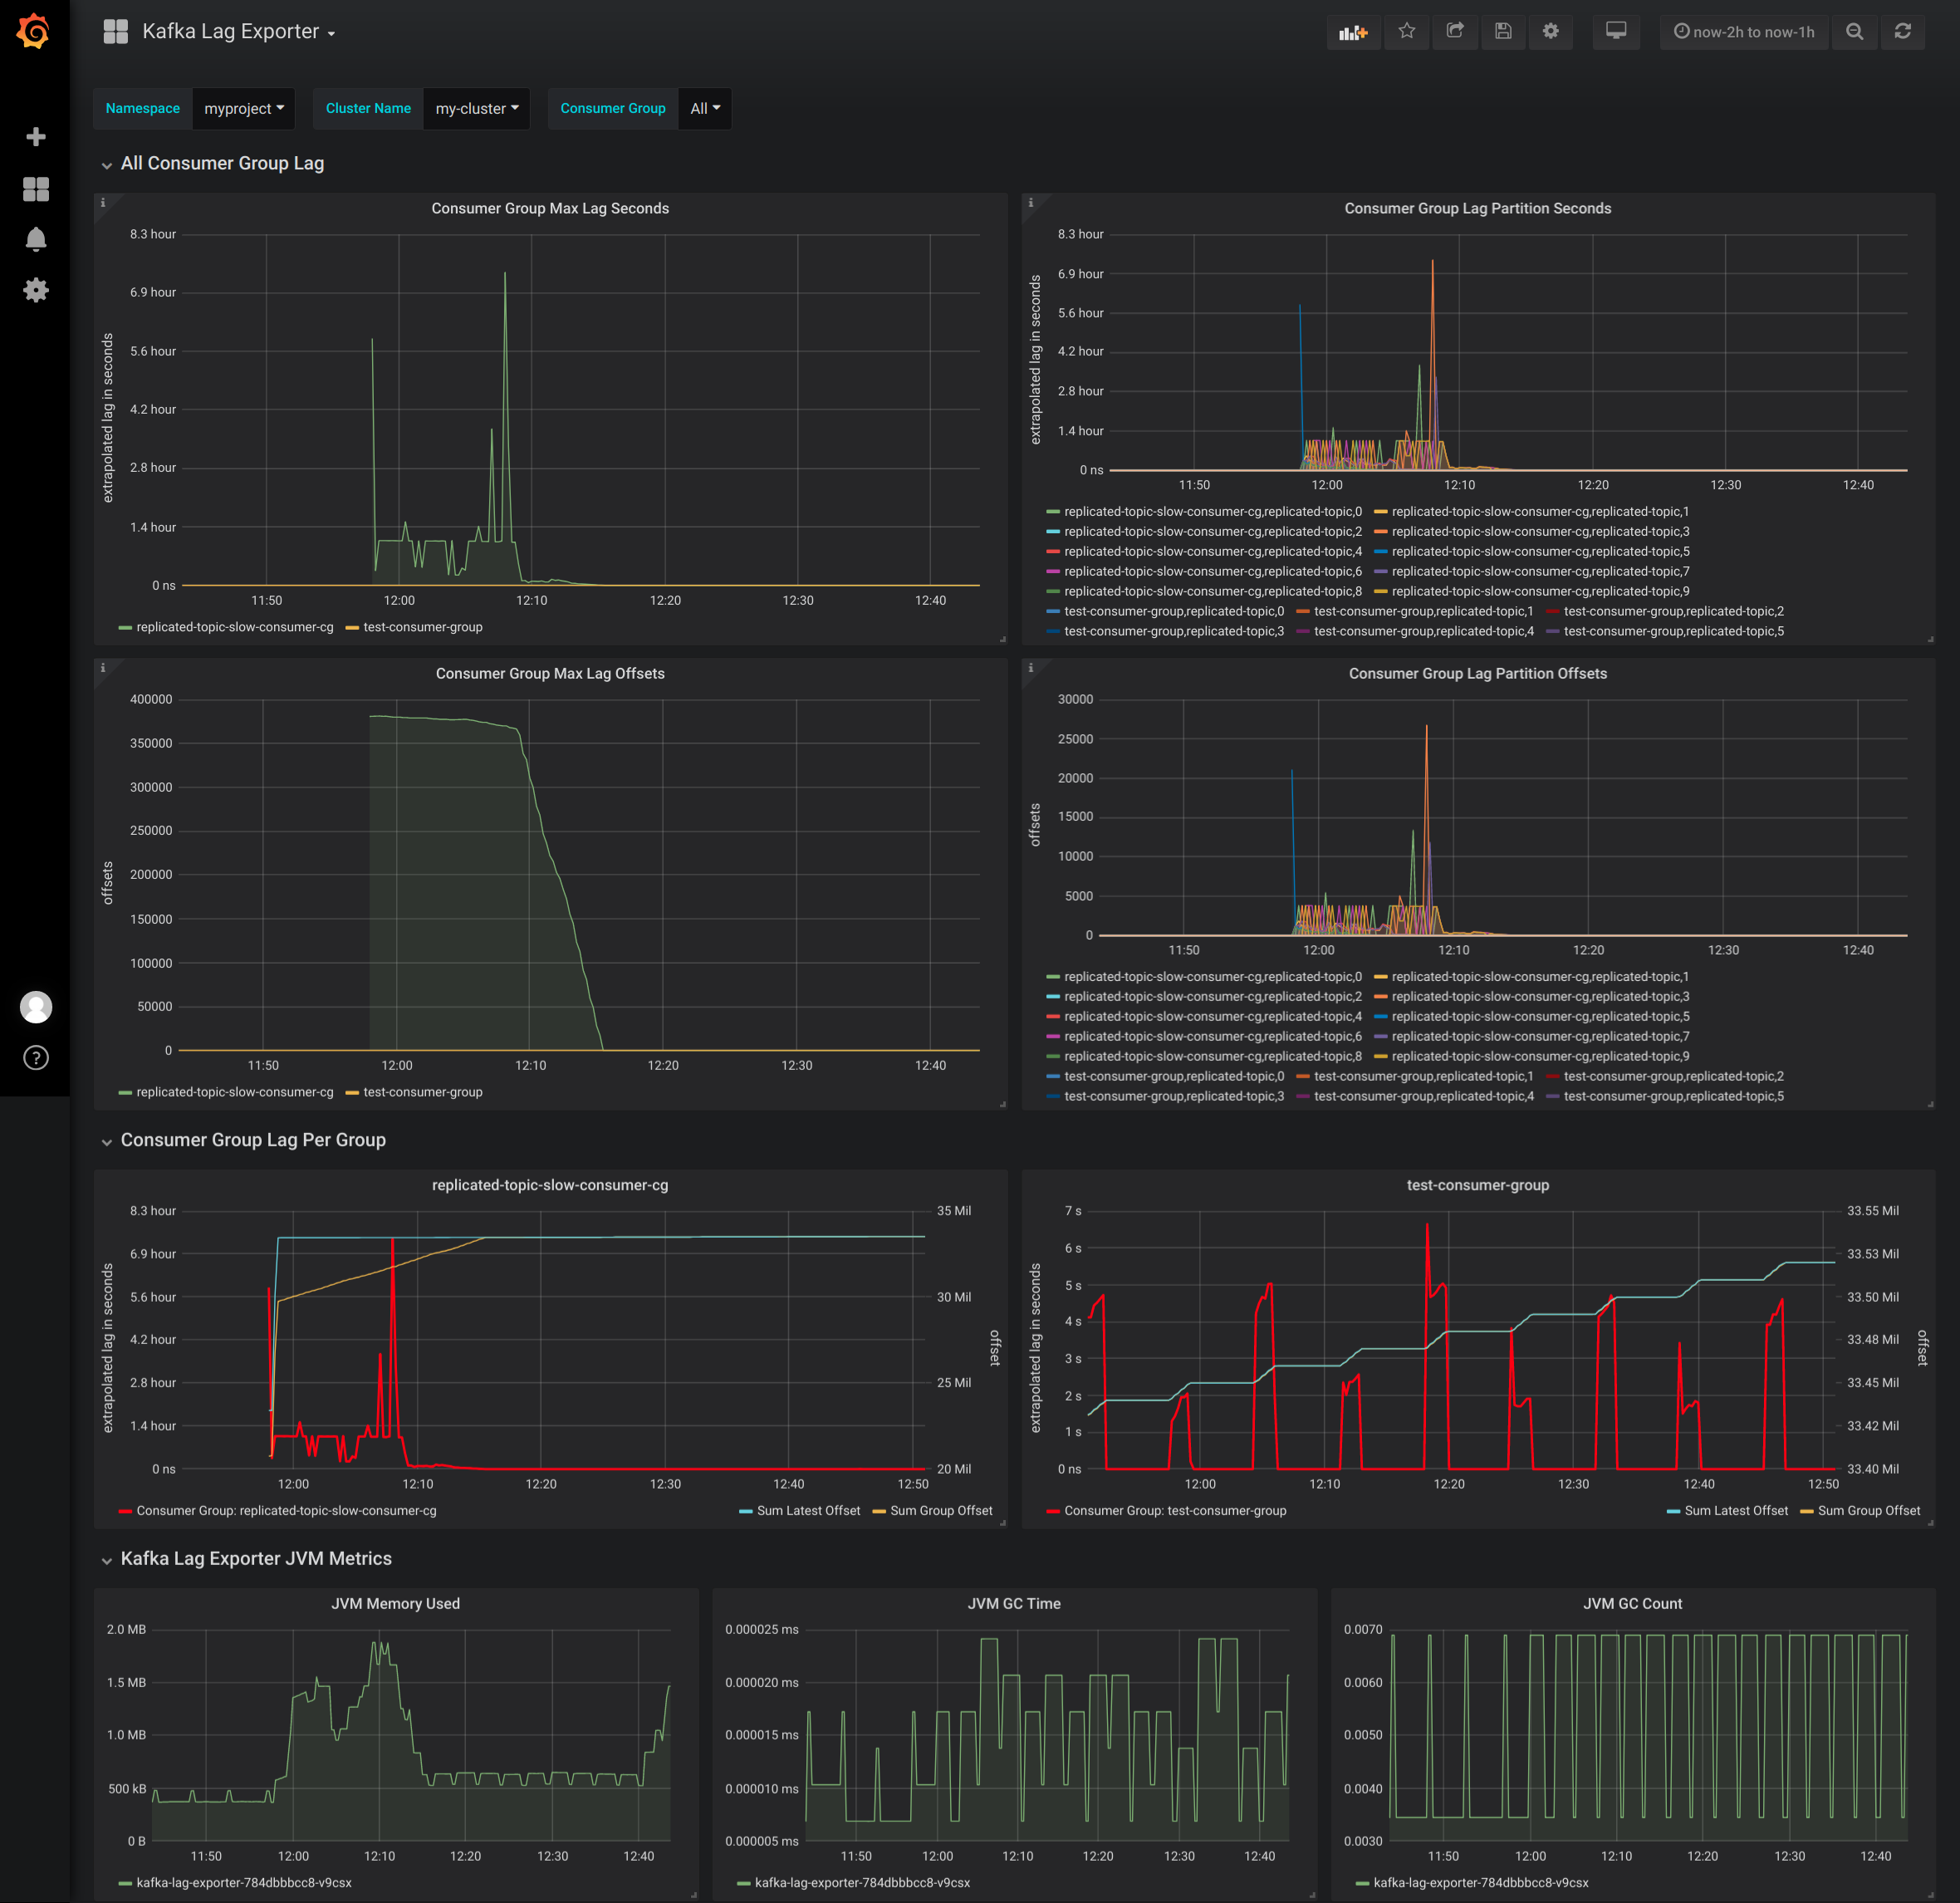 Kafka Lag Exporter
now-2h to now-1h
Namespace myproject Cluster Name my-cluster Consumer Group All
All Consumer Group Lag
Consumer Group Max Lag Seconds
extrapolated lag in seconds
8.3 hour
6.9 hour
5.6 hour
4.2 hour
2.8 hour
1.4 hour
0 ns
11:50 12:00 12:10 12:20 12:30 12:40
replicated-topic-slow-consumer-cg test-consumer-group
Consumer Group Lag Partition Seconds
extrapolated lag in seconds
8.3 hour
6.9 hour
5.6 hour
4.2 hour
2.8 hour
1.4 hour
0 ns
11:50 12:00 12:10 12:20 12:30 12:40
replicated-topic-slow-consumer-cg,replicated-topic,0 replicated-topic-slow-consumer-cg,replicated-topic,1
replicated-topic-slow-consumer-cg,replicated-topic,2 replicated-topic-slow-consumer-cg,replicated-topic,3
replicated-topic-slow-consumer-cg,replicated-topic,4 replicated-topic-slow-consumer-cg,replicated-topic,5
replicated-topic-slow-consumer-cg,replicated-topic,6 replicated-topic-slow-consumer-cg,replicated-topic,7
replicated-topic-slow-consumer-cg,replicated-topic,8 replicated-topic-slow-consumer-cg,replicated-topic,9
test-consumer-group,replicated-topic,0 test-consumer-group,replicated-topic,1 test-consumer-group,replicated-topic,2
test-consumer-group,replicated-topic,3 test-consumer-group,replicated-topic,4 test-consumer-group,replicated-topic,5
Consumer Group Max Lag Offsets
offsets
400000
350000
300000
250000
200000
150000
100000
50000
0
11:50 12:00 12:10 12:20 12:30 12:40
replicated-topic-slow-consumer-cg test-consumer-group
Consumer Group Lag Partition Offsets
offsets
30000
25000
20000
15000
10000
5000
0
11:50 12:00 12:10 12:20 12:30 12:40
replicated-topic-slow-consumer-cg,replicated-topic,0 replicated-topic-slow-consumer-cg,replicated-topic,1
replicated-topic-slow-consumer-cg,replicated-topic,2 replicated-topic-slow-consumer-cg,replicated-topic,3
replicated-topic-slow-consumer-cg,replicated-topic,4 replicated-topic-slow-consumer-cg,replicated-topic,5
replicated-topic-slow-consumer-cg,replicated-topic,6 replicated-topic-slow-consumer-cg,replicated-topic,7
replicated-topic-slow-consumer-cg,replicated-topic,8 replicated-topic-slow-consumer-cg,replicated-topic,9
test-consumer-group,replicated-topic,0 test-consumer-group,replicated-topic,1 test-consumer-group,replicated-topic,2
test-consumer-group,replicated-topic,3 test-consumer-group,replicated-topic,4 test-consumer-group,replicated-topic,5
Consumer Group Lag Per Group
replicated-topic-slow-consumer-cg
extrapolated lag in seconds
8.3 hour
6.9 hour
5.6 hour
4.2 hour
2.8 hour
1.4 hour
0 ns
35 Mil
30 Mil
25 Mil
20 Mil
offset
12:00 12:10 12:20 12:30 12:40 12:50
Consumer Group: replicated-topic-slow-consumer-cg Sum Latest Offset Sum Group Offset
test-consumer-group
extrapolated lag in seconds
7 s
6 s
5 s
4 s
3 s
2 s
1 s
0 ns
33.55 Mil
33.53 Mil
33.50 Mil
33.48 Mil
33.45 Mil
33.42 Mil
33.40 Mil
offset
12:00 12:10 12:20 12:30 12:40 12:50
Consumer Group: test-consumer-group Sum Latest Offset Sum Group Offset
Kafka Lag Exporter JVM Metrics
JVM Memory Used
2.0 MB
1.5 MB
1.0 MB
500 kB
0 B
11:50 12:00 12:10 12:20 12:30 12:40
kafka-lag-exporter-784dbbbcc8-v9csx
JVM GC Time
0.000025 ms
0.000020 ms
0.000015 ms
0.000010 ms
0.000005 ms
11:50 12:00 12:10 12:20 12:30 12:40
kafka-lag-exporter-784dbbbcc8-v9csx
JVM GC Count
0.0070
0.0060
0.0050
0.0040
0.0030
11:50 12:00 12:10 12:20 12:30 12:40
kafka-lag-exporter-784dbbbcc8-v9csx